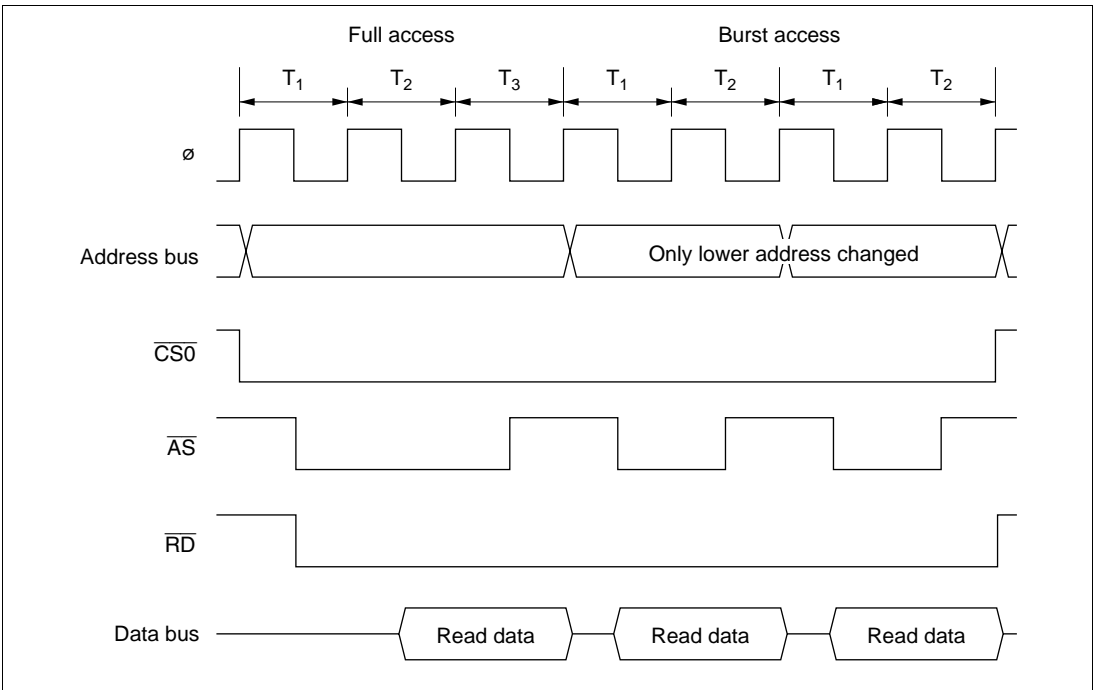 Full access Burst access
T1 T2 T3 T1 T2 T1 T2
ø
Address bus Only lower address changed
CS0
AS
RD
Data bus Read data Read data Read data